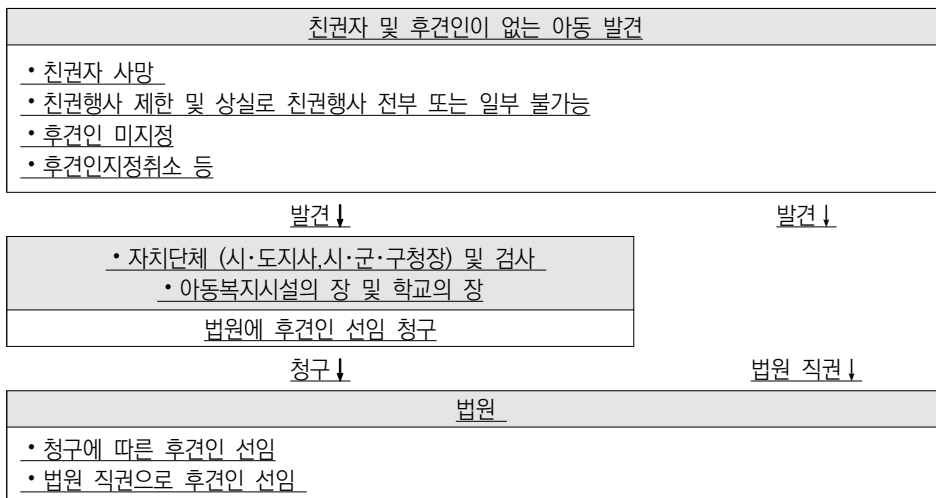 친권자 및 후견인이 없는 아동 발견
• 친권자 사망
• 친권행사 제한 및 상실로 친권행사 전부 또는 일부 불가능
• 후견인 미지정
• 후견인지정취소 등
발견↓ 발견↓
• 자치단체 (시·도지사,시·군·구청장) 및 검사
• 아동복지시설의 장 및 학교의 장
법원에 후견인 선임 청구
청구↓ 법원 직권↓
법원
• 청구에 따른 후견인 선임
• 법원 직권으로 후견인 선임